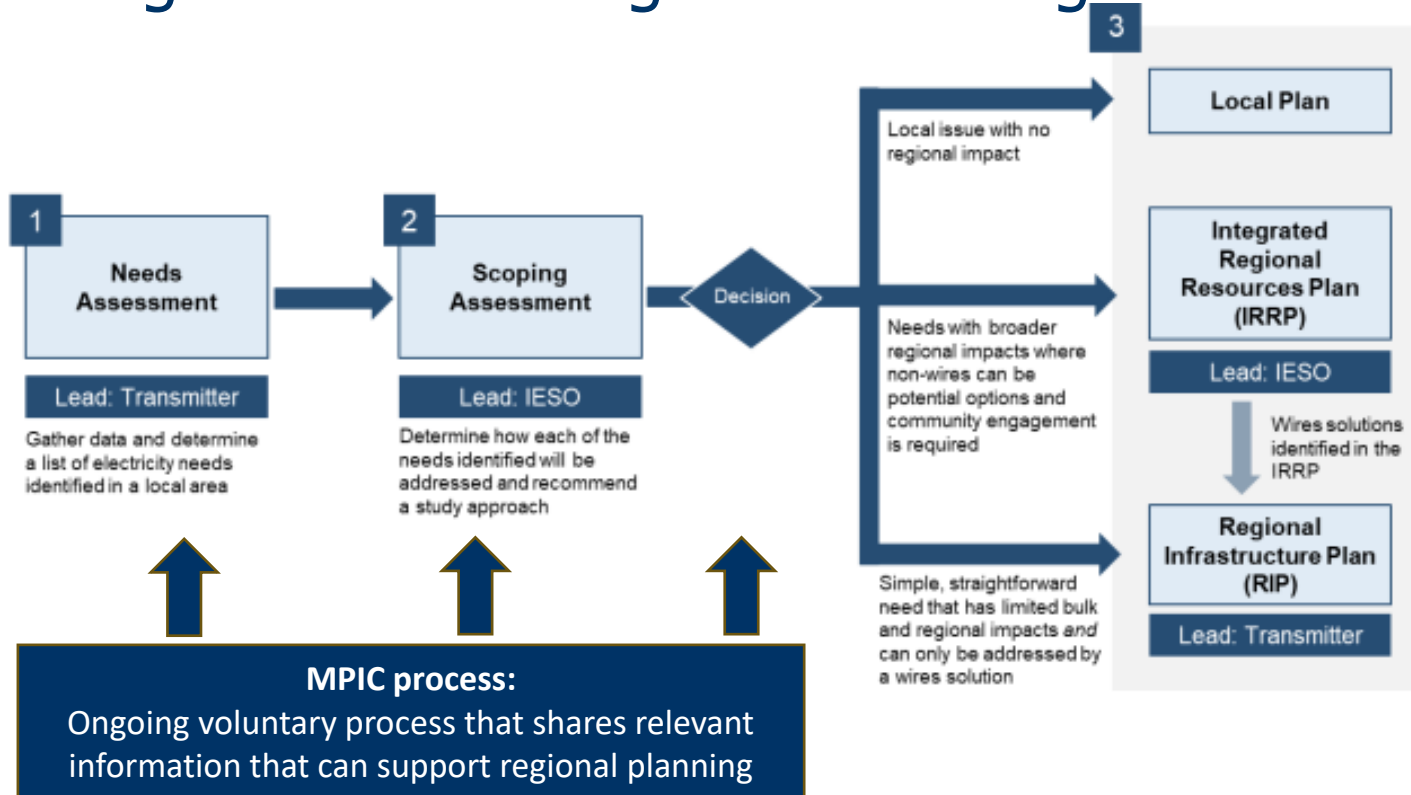 3
Local Plan
Local issue with no
regional impact
1
Needs
Assessment
Lead: Transmitter
Gather data and determine
a list of electricity needs
identified in a local area
2
Scoping
Assessment
Lead: IESO
Determine how each of the
needs identified will be
addressed and recommend
a study approach
Decision
Integrated
Regional
Resources Plan
(IRRP)
Lead: IESO
Needs with broader
regional impacts where
non-wires can be
potential options and
community engagement
is required
Wires solutions
identified in the
IRRP
Regional
Infrastructure Plan
(RIP)
Lead: Transmitter
Simple, straightforward
need that has limited bulk
and regional impacts and
can only be addressed by
a wires solution
MPIC process:
Ongoing voluntary process that shares relevant
information that can support regional planning